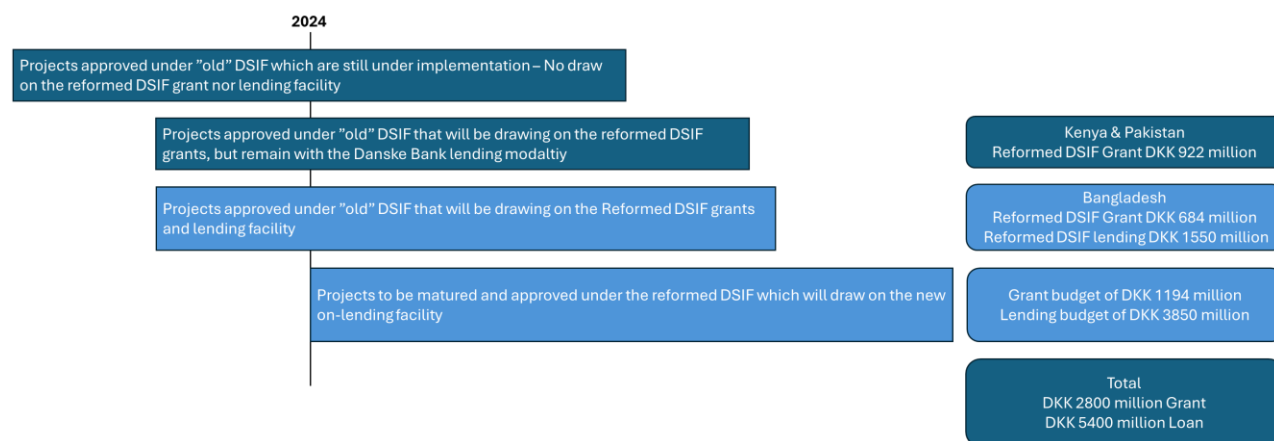 2024
Projects approved under ”old” DSIF which are still under implementation – No draw
on the reformed DSIF grant nor lending facility
Projects approved under ”old” DSIF that will be drawing on the reformed DSIF
grants, but remain with the Danske Bank lending modaltiy
Kenya & Pakistan
Reformed DSIF Grant DKK 922 million
Projects approved under ”old” DSIF that will be drawing on the Reformed DSIF grants
and lending facility
Bangladesh
Reformed DSIF Grant DKK 684 million
Reformed DSIF lending DKK 1550 million
Projects to be matured and approved under the reformed DSIF which will draw on the new
on-lending facility
Grant budget of DKK 1194 million
Lending budget of DKK 3850 million
Total
DKK 2800 million Grant
DKK 5400 million Loan